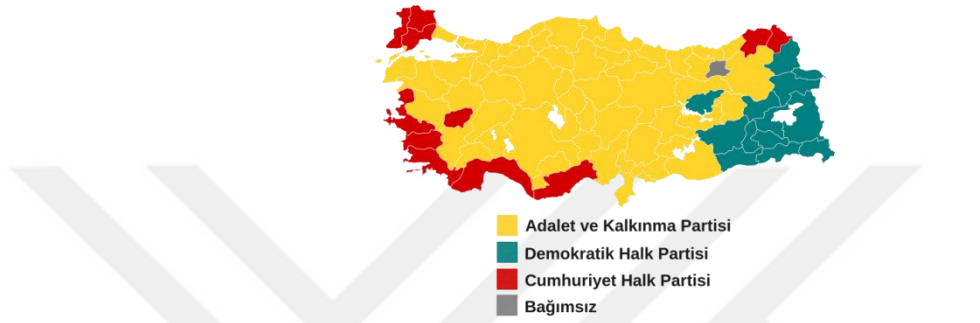 Adalet ve Kalkınma Partisi
Demokratik Halk Partisi
Cumhuriyet Halk Partisi
Bağımsız